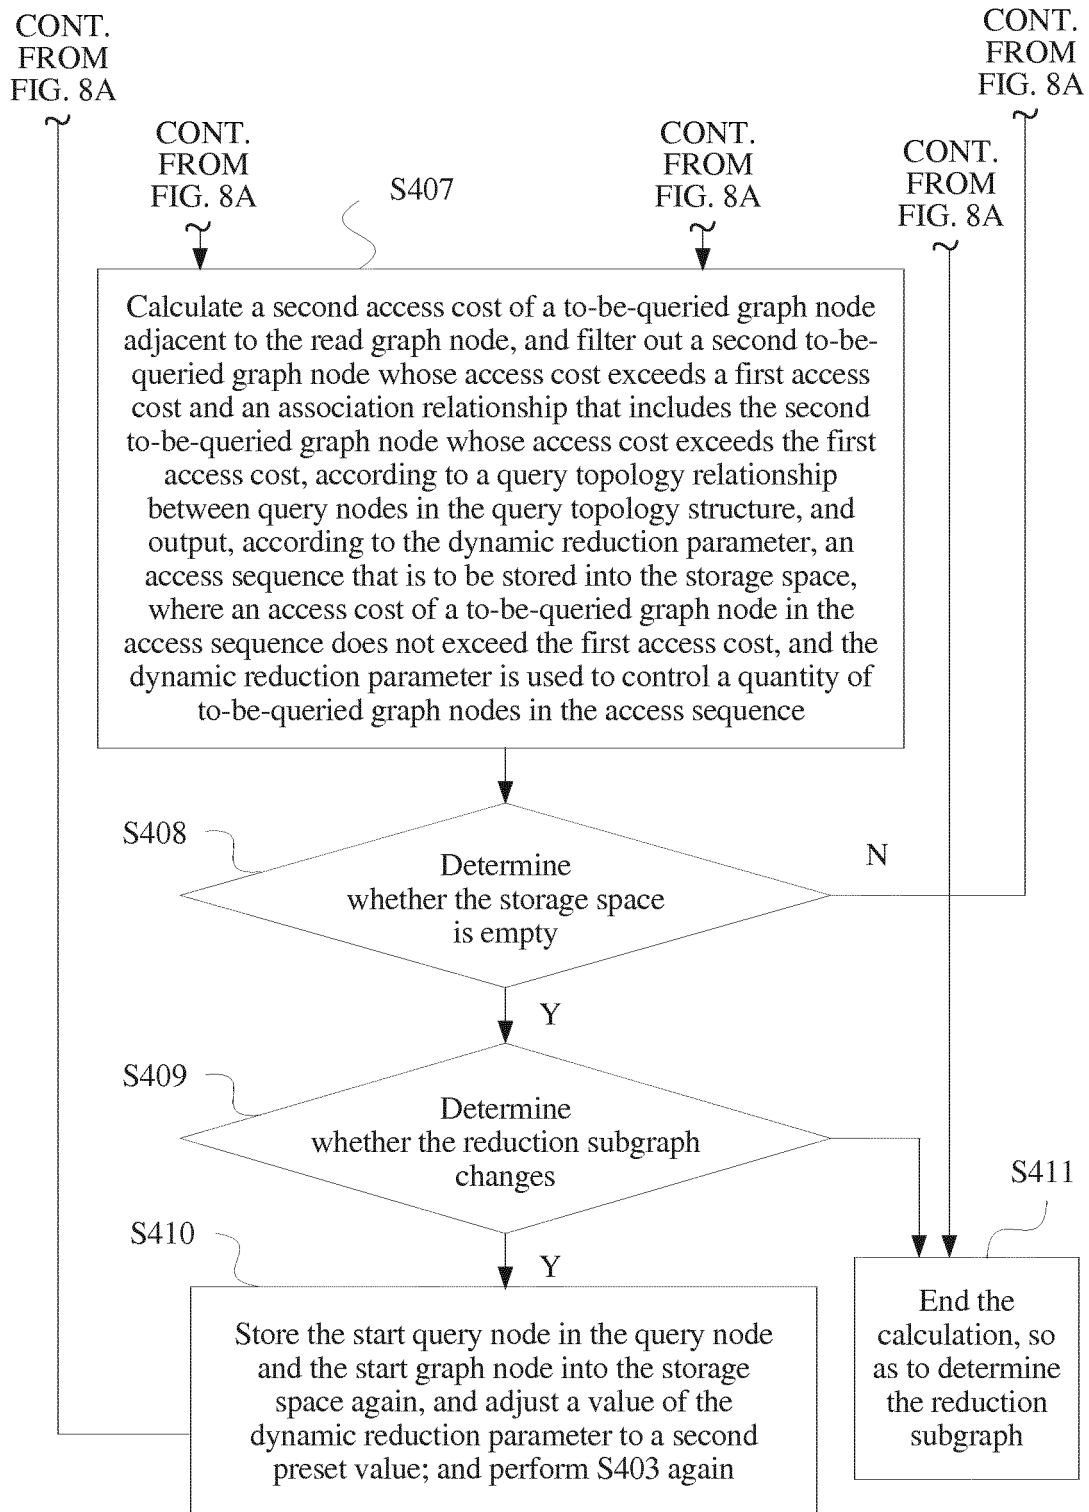 CONT.
FROM
FIG. 8A
CONT.
FROM
FIG. 8A
CONT.
FROM
FIG. 8A
CONT.
FROM
FIG. 8A
CONT.
FROM
FIG. 8A
S407
Calculate a second access cost of a to-be-queried graph node
adjacent to the read graph node, and filter out a second to-be-
queried graph node whose access cost exceeds a first access
cost and an association relationship that includes the second
to-be-queried graph node whose access cost exceeds the first
access cost, according to a query topology relationship
between query nodes in the query topology structure, and
output, according to the dynamic reduction parameter, an
access sequence that is to be stored into the storage space,
where an access cost of a to-be-queried graph node in the
access sequence does not exceed the first access cost, and the
dynamic reduction parameter is used to control a quantity of
to-be-queried graph nodes in the access sequence
S408
Determine
whether the storage space
is empty
N
Y
S409
Determine
whether the reduction subgraph
changes
S411
S410
Y
Store the start query node in the query node
and the start graph node into the storage
space again, and adjust a value of the
dynamic reduction parameter to a second
preset value; and perform S403 again
End the
calculation, so
as to determine
the reduction
subgraph